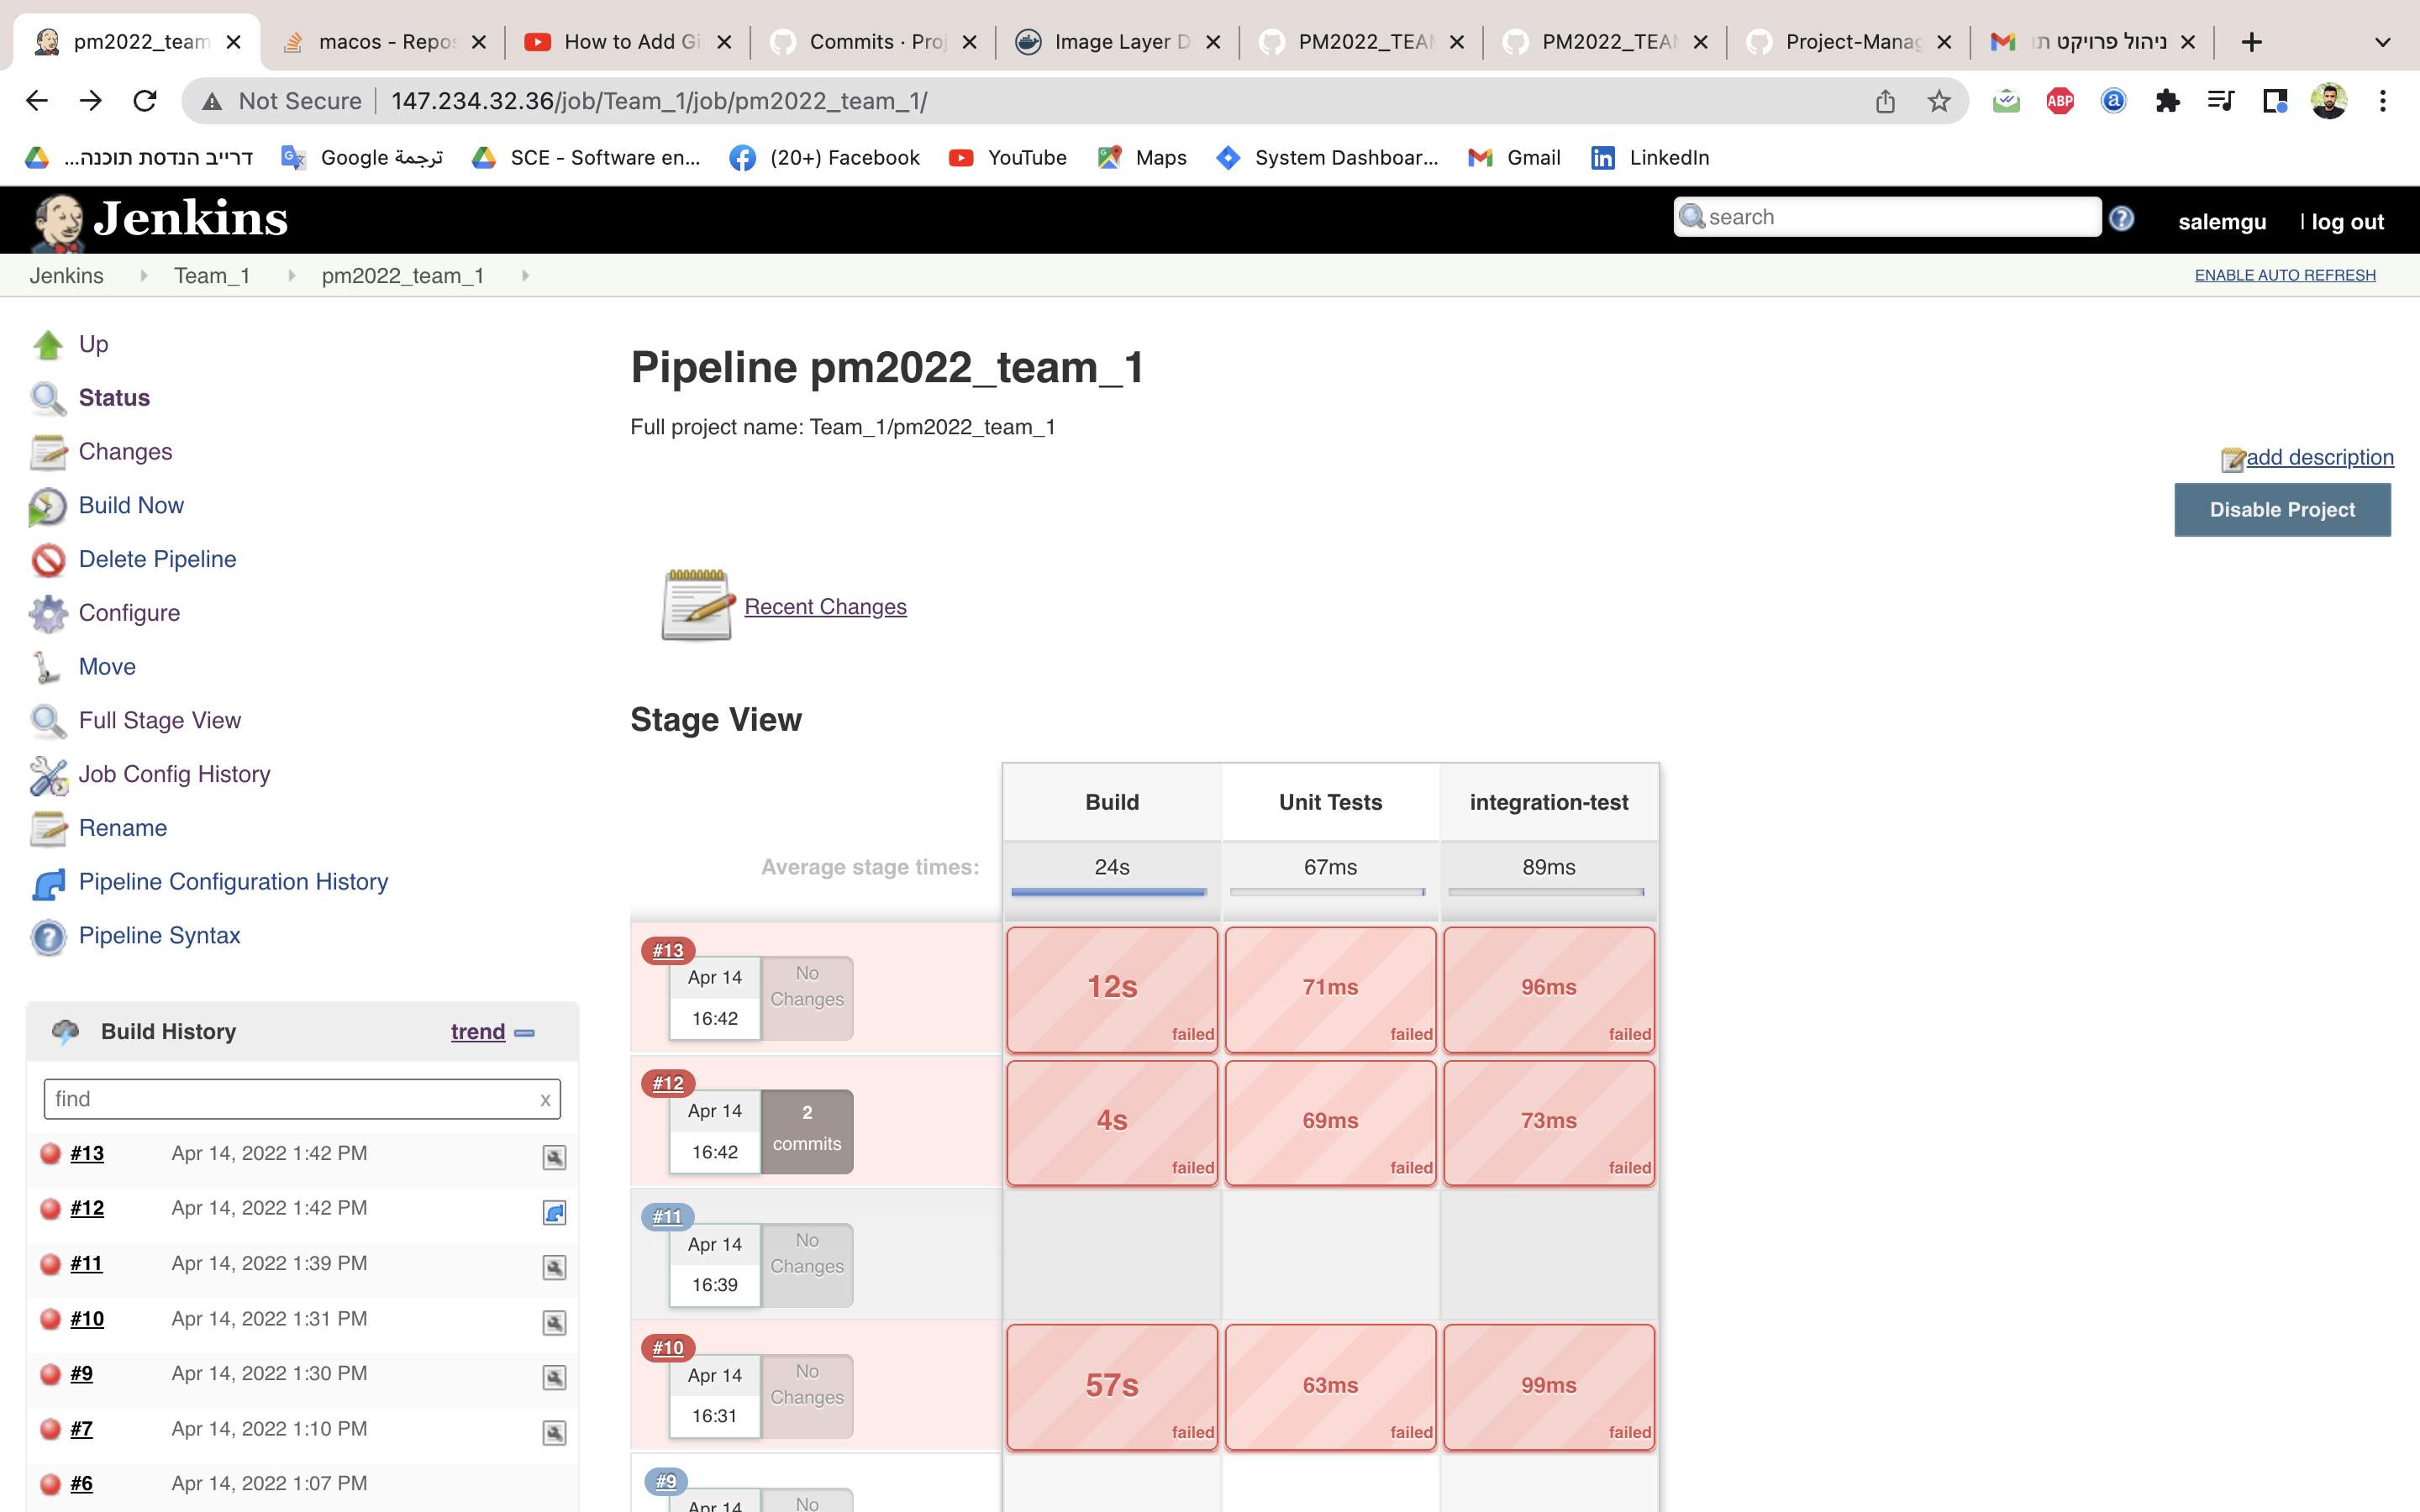 pm2022_team
macos - Repos
How to Add Gi
Commits · Proj
Image Layer D
PM2022_TEAM
PM2022_TEAM
Project-Manag
ניהול פרויקט תו
Not Secure
147.234.32.36/job/Team_1/job/pm2022_team_1/
ABP
a
דרייב הנדסת תוכנה...
Google ترجمة
SCE - Software en...
(20+) Facebook
YouTube
Maps
System Dashboar...
Gmail
LinkedIn
Jenkins
search
salemgu
| log out
Jenkins
Team_1
pm2022_team_1
ENABLE AUTO REFRESH
Up
Status
Changes
Build Now
Delete Pipeline
Configure
Move
Full Stage View
Job Config History
Rename
Pipeline Configuration History
Pipeline Syntax
Build History
trend
find
x
#13 Apr 14, 2022 1:42 PM
#12 Apr 14, 2022 1:42 PM
#11 Apr 14, 2022 1:39 PM
#10 Apr 14, 2022 1:31 PM
#9 Apr 14, 2022 1:30 PM
#7 Apr 14, 2022 1:10 PM
#6 Apr 14, 2022 1:07 PM
Pipeline pm2022_team_1
Full project name: Team_1/pm2022_team_1
add description
Disable Project
Recent Changes
Stage View
Build Unit Tests integration-test
Average stage times: 24s 67ms 89ms
#13
Apr 14
16:42
No
Changes
12s
failed
71ms
failed
96ms
failed
#12
Apr 14
16:42
2
commits
4s
failed
69ms
failed
73ms
failed
#11
Apr 14
16:39
No
Changes
#10
Apr 14
16:31
No
Changes
57s
failed
63ms
failed
99ms
failed
#9
Apr 14
No